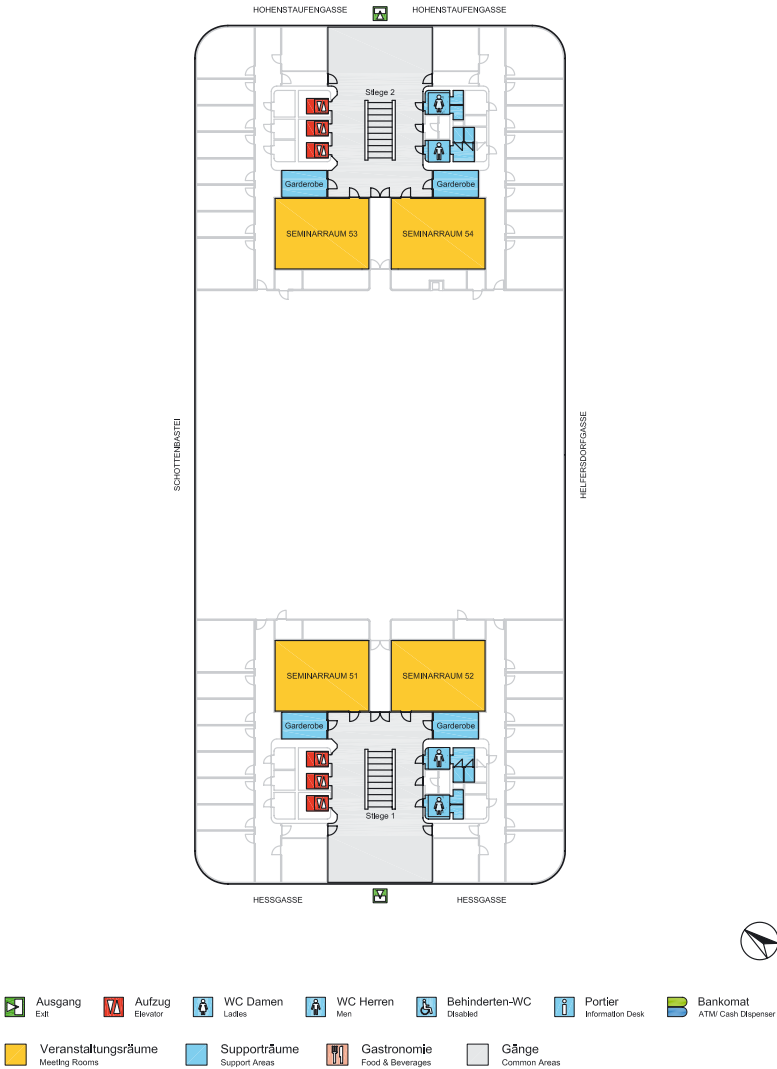 HOHENSTAUFENGASSE HOHENSTAUFENGASSE
Stiege 2
Garderobe Garderobe
SEMINARRAUM 53 SEMINARRAUM 54
SCHOTTENBASTEI
HELFERSDORFGASSE
SEMINARRAUM 51 SEMINARRAUM 52
Garderobe Garderobe
Stiege 1
HESSGASSE HESSGASSE
Ausgang Aufzug WC Damen WC Herren Behinderten-WC Portier Bankomat
Exit Elevator Ladies Men Disabled Information Desk ATM/ Cash Dispenser
Veranstaltungsräume Supporträume Gastronomie Gänge
Meeting Rooms Support Areas Food & Beverages Common Areas